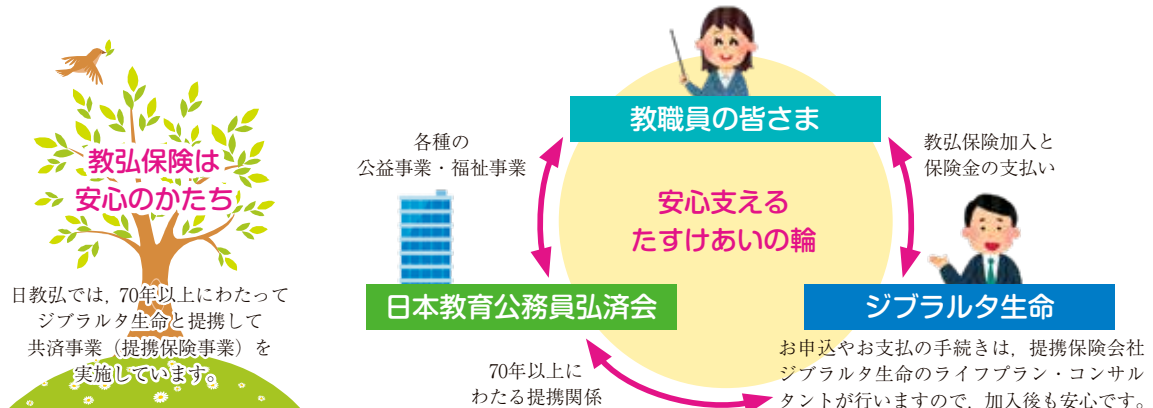 教弘保険は
安心のかたち
日教弘では，70年以上にわたって
ジブラルタ生命と提携して
共済事業（提携保険事業）を
実施しています。
教職員の皆さま
各種の
公益事業・福祉事業
教弘保険加入と
保険金の支払い
安心支える
たすけあいの輪
日本教育公務員弘済会
ジブラルタ生命
70年以上に
わたる提携関係
お申込やお支払の手続きは，提携保険会社
ジブラルタ生命のライフプラン・コンサル
タントが行いますので，加入後も安心です。